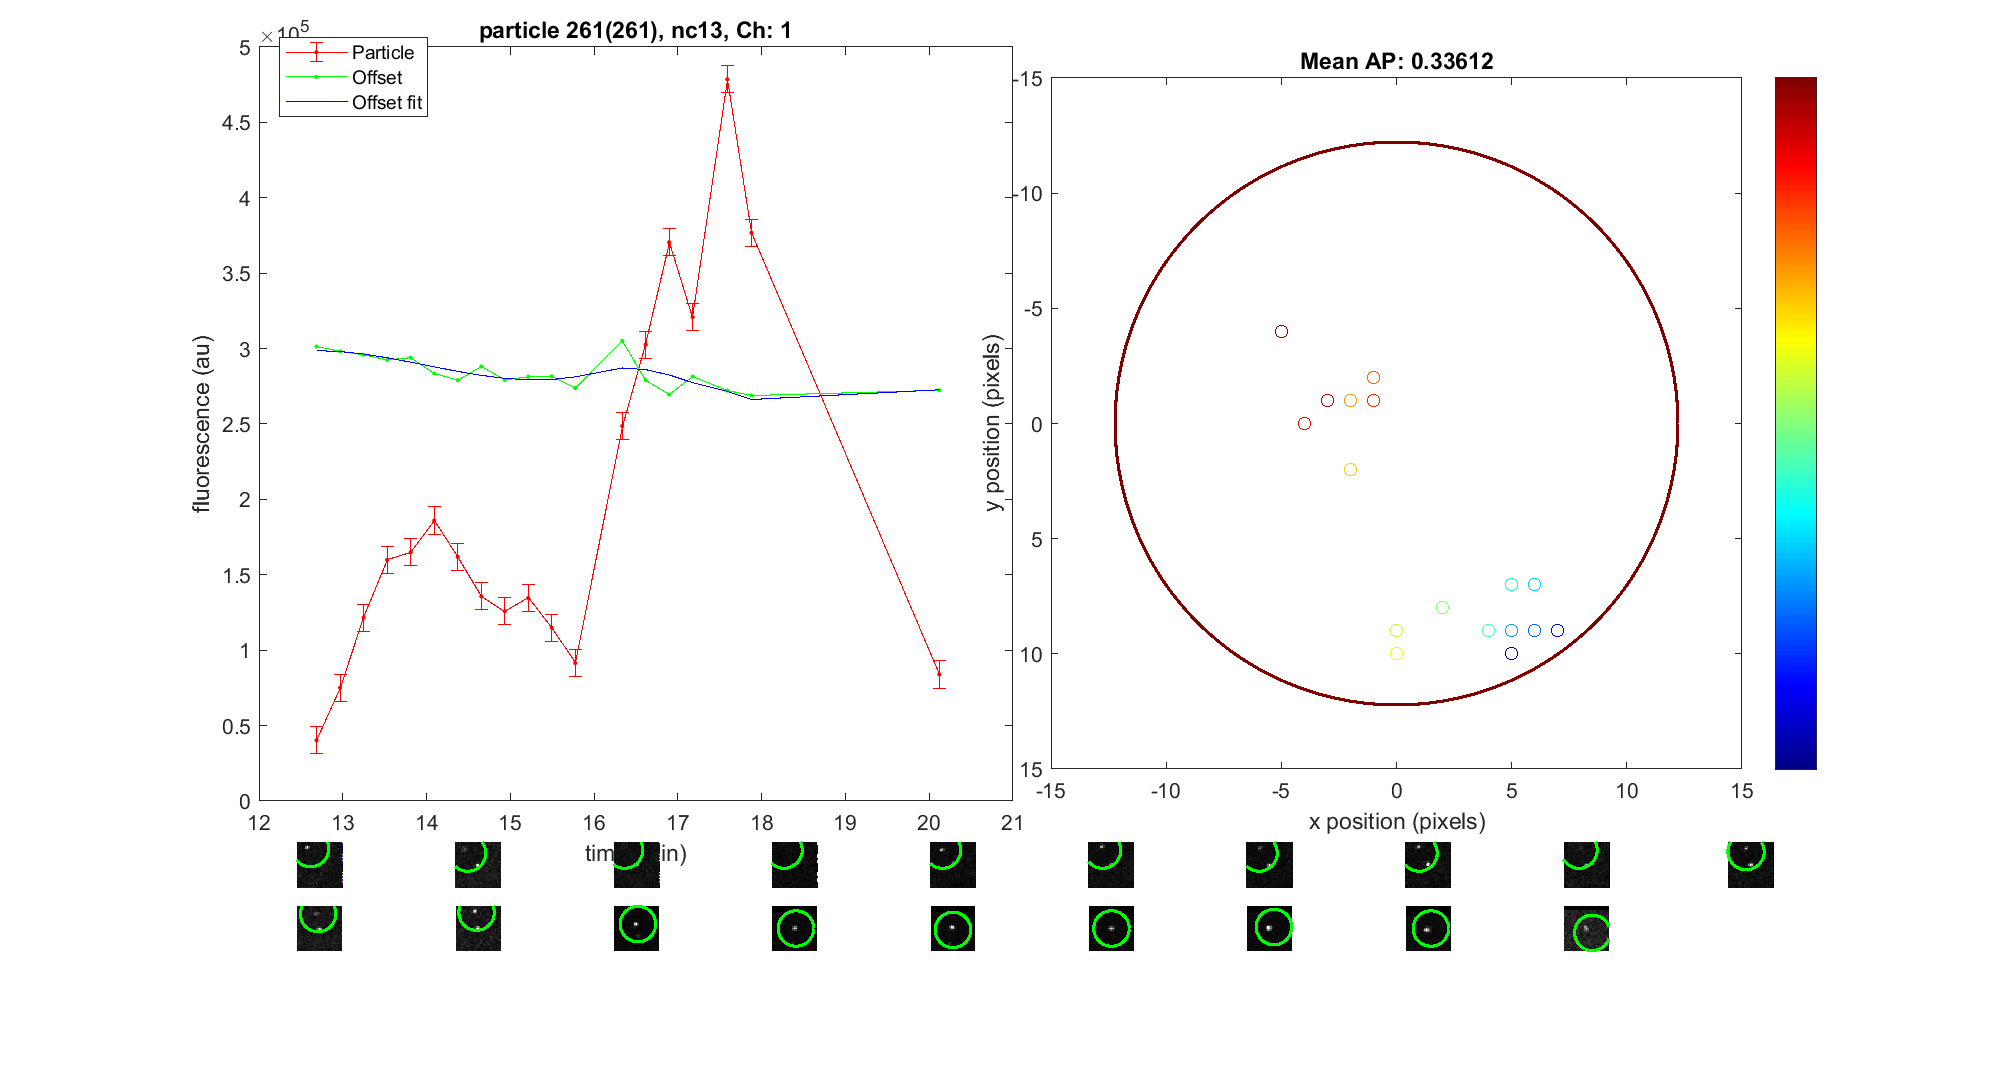 particle 261(261), nc13, Ch: 1
×10^5
Particle
Offset
Offset fit
5
4.5
4
3.5
3
2.5
2
1.5
1
0.5
0
fluorescence (au)
12 13 14 15 16 17 18 19 20 21
Mean AP: 0.33612
-15
-10
-5
0
5
10
15
y position (pixels)
-15 -10 -5 0 5 10 15
x position (pixels)